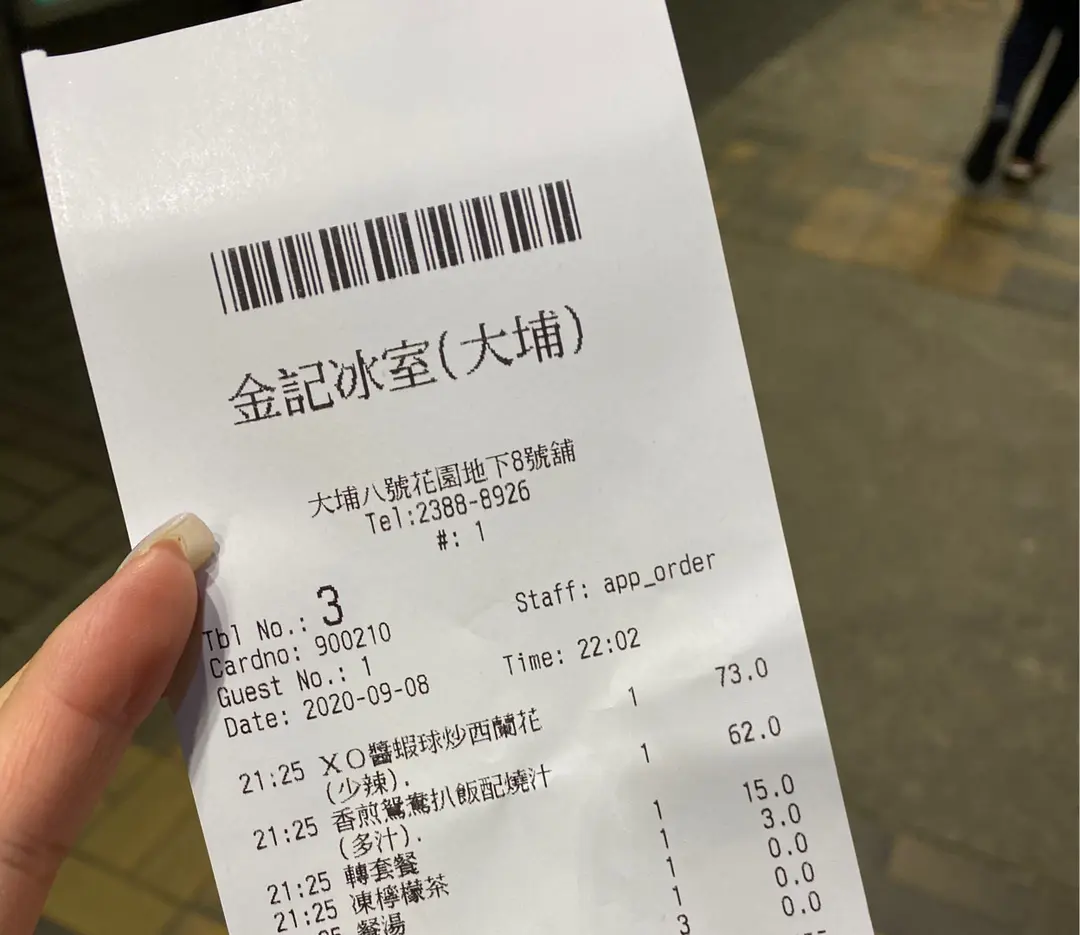 金記冰室(大埔)
大埔八號花園地下8號舖
Tel:2388-8926
#: 1
Tbl No.: 3 Staff: app_order
Cardno: 900210
Guest No.: 1
Date: 2020-09-08 Time: 22:02
21:25 XO醬蝦球炒西蘭花 1 73.0
(少辣).
21:25 香煎鴛鴦扒飯配燒汁 1 62.0
(多汁).
21:25 轉套餐 1 15.0
21:25 凍檸檬茶 1 3.0
餐湯 1 0.0
1 0.0
3 0.0